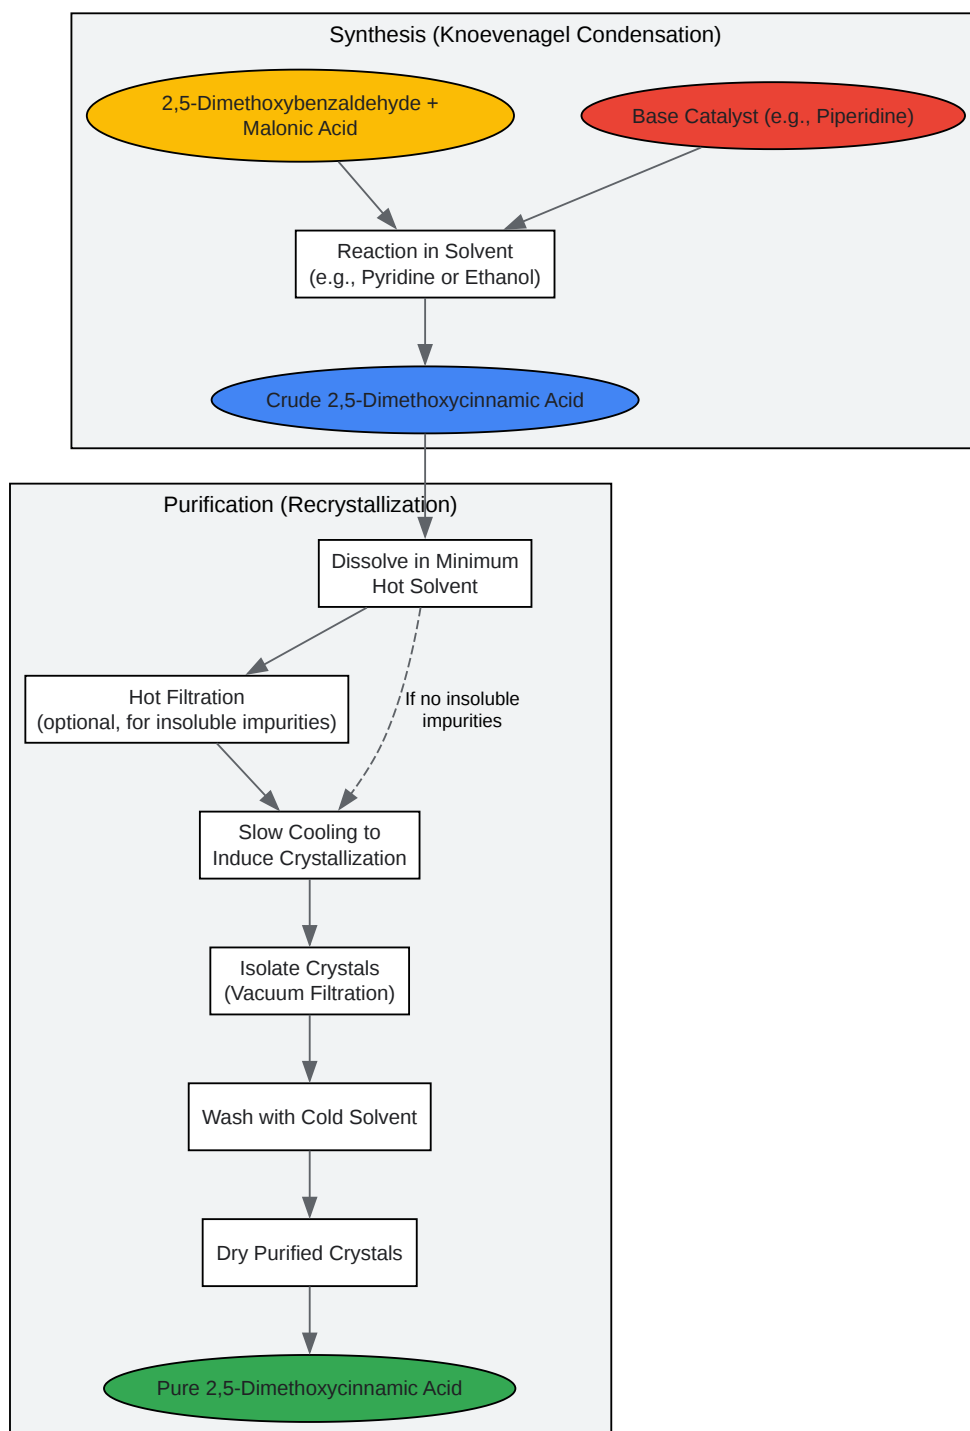 Synthesis (Knoevenagel Condensation)
2,5-Dimethoxybenzaldehyde +
Malonic Acid
Base Catalyst (e.g., Piperidine)
Reaction in Solvent
(e.g., Pyridine or Ethanol)
Crude 2,5-Dimethoxycinnamic Acid
Purification (Recrystallization)
Dissolve in Minimum
Hot Solvent
Hot Filtration
(optional, for insoluble impurities)
If no insoluble
impurities
Slow Cooling to
Induce Crystallization
Isolate Crystals
(Vacuum Filtration)
Wash with Cold Solvent
Dry Purified Crystals
Pure 2,5-Dimethoxycinnamic Acid